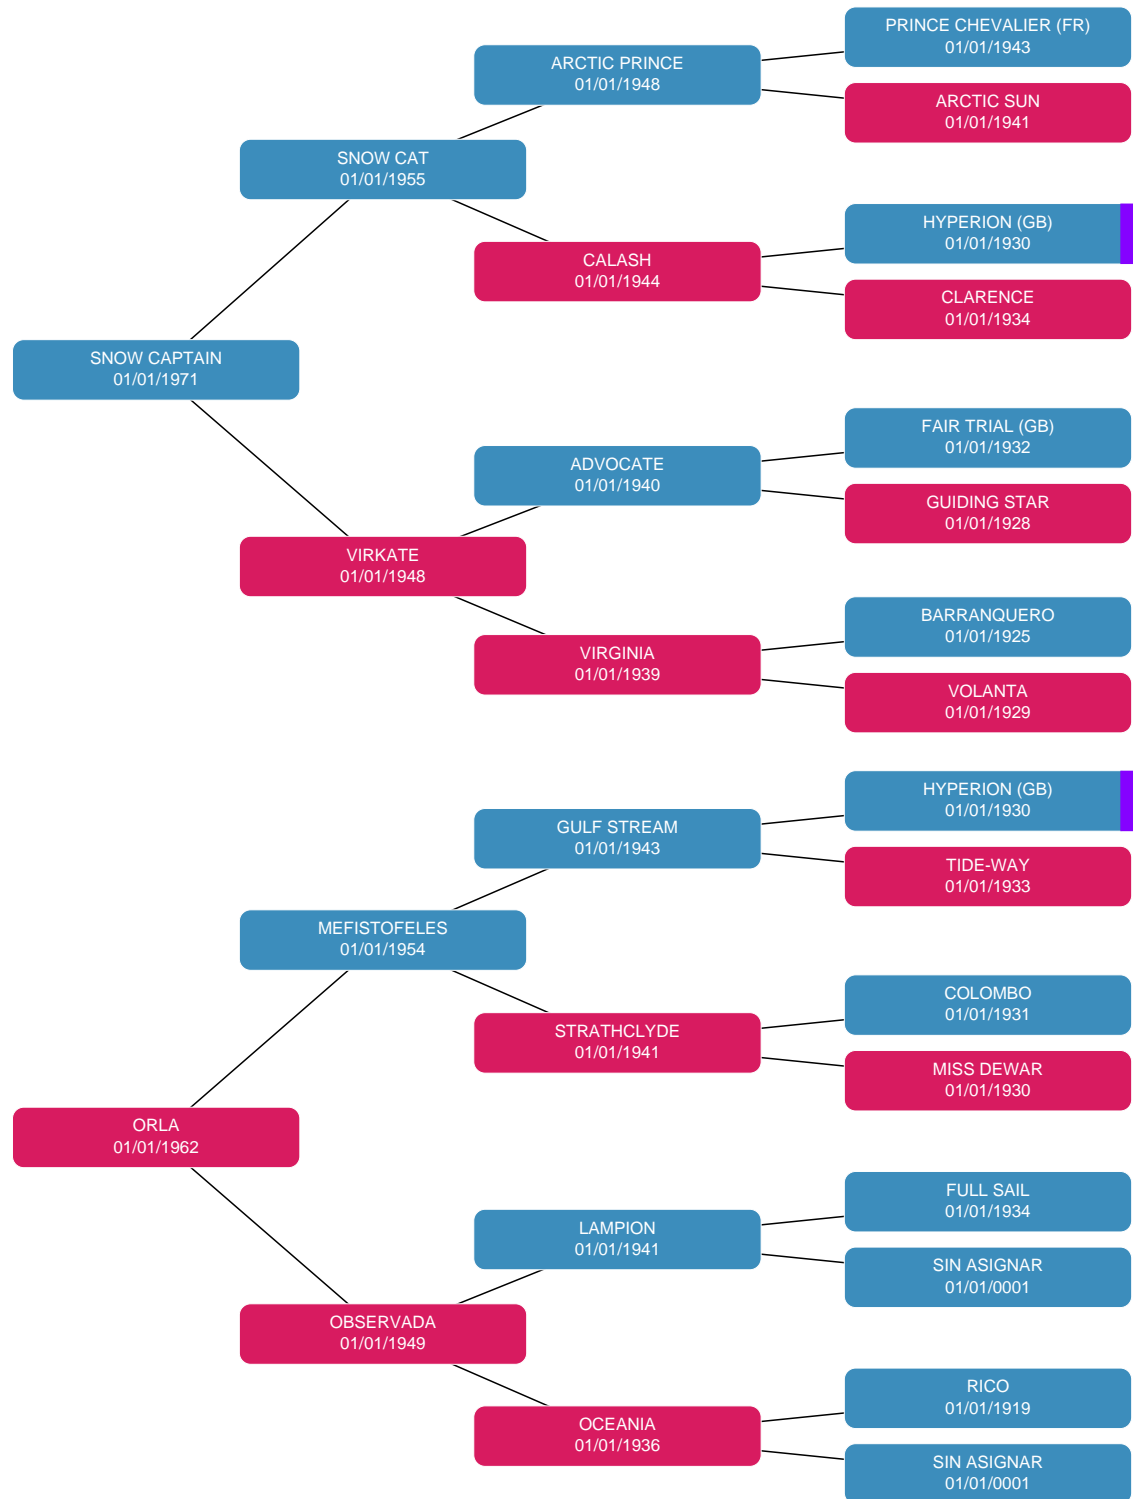 PRINCE CHEVALIER (FR)
01/01/1943
ARCTIC PRINCE
01/01/1948
ARCTIC SUN
01/01/1941
SNOW CAT
01/01/1955
HYPERION (GB)
01/01/1930
CALASH
01/01/1944
CLARENCE
01/01/1934
SNOW CAPTAIN
01/01/1971
FAIR TRIAL (GB)
01/01/1932
ADVOCATE
01/01/1940
GUIDING STAR
01/01/1928
VIRKATE
01/01/1948
BARRANQUERO
01/01/1925
VIRGINIA
01/01/1939
VOLANTA
01/01/1929
HYPERION (GB)
01/01/1930
GULF STREAM
01/01/1943
TIDE-WAY
01/01/1933
MEFISTOFELES
01/01/1954
COLOMBO
01/01/1931
STRATHCLYDE
01/01/1941
MISS DEWAR
01/01/1930
ORLA
01/01/1962
FULL SAIL
01/01/1934
LAMPION
01/01/1941
SIN ASIGNAR
01/01/0001
OBSERVADA
01/01/1949
RICO
01/01/1919
OCEANIA
01/01/1936
SIN ASIGNAR
01/01/0001